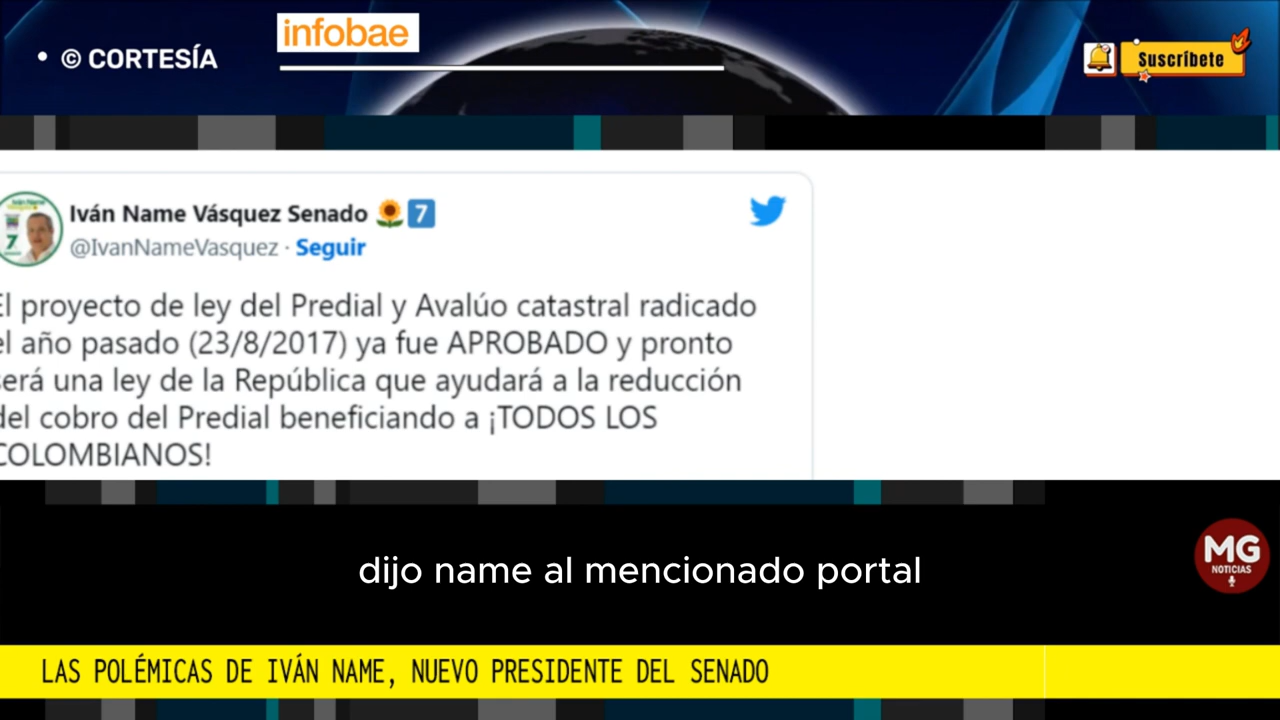 • © CORTESÍA
infobae
Suscríbete
Iván Name Vásquez Senado 🌻7
@IvanNameVasquez · Seguir
El proyecto de ley del Predial y Avalúo catastral radicado
el año pasado (23/8/2017) ya fue APROBADO y pronto
será una ley de la República que ayudará a la reducción
del cobro del Predial beneficiando a ¡TODOS LOS
COLOMBIANOS!
dijo name al mencionado portal
MG
NOTICIAS
LAS POLÉMICAS DE IVÁN NAME, NUEVO PRESIDENTE DEL SENADO